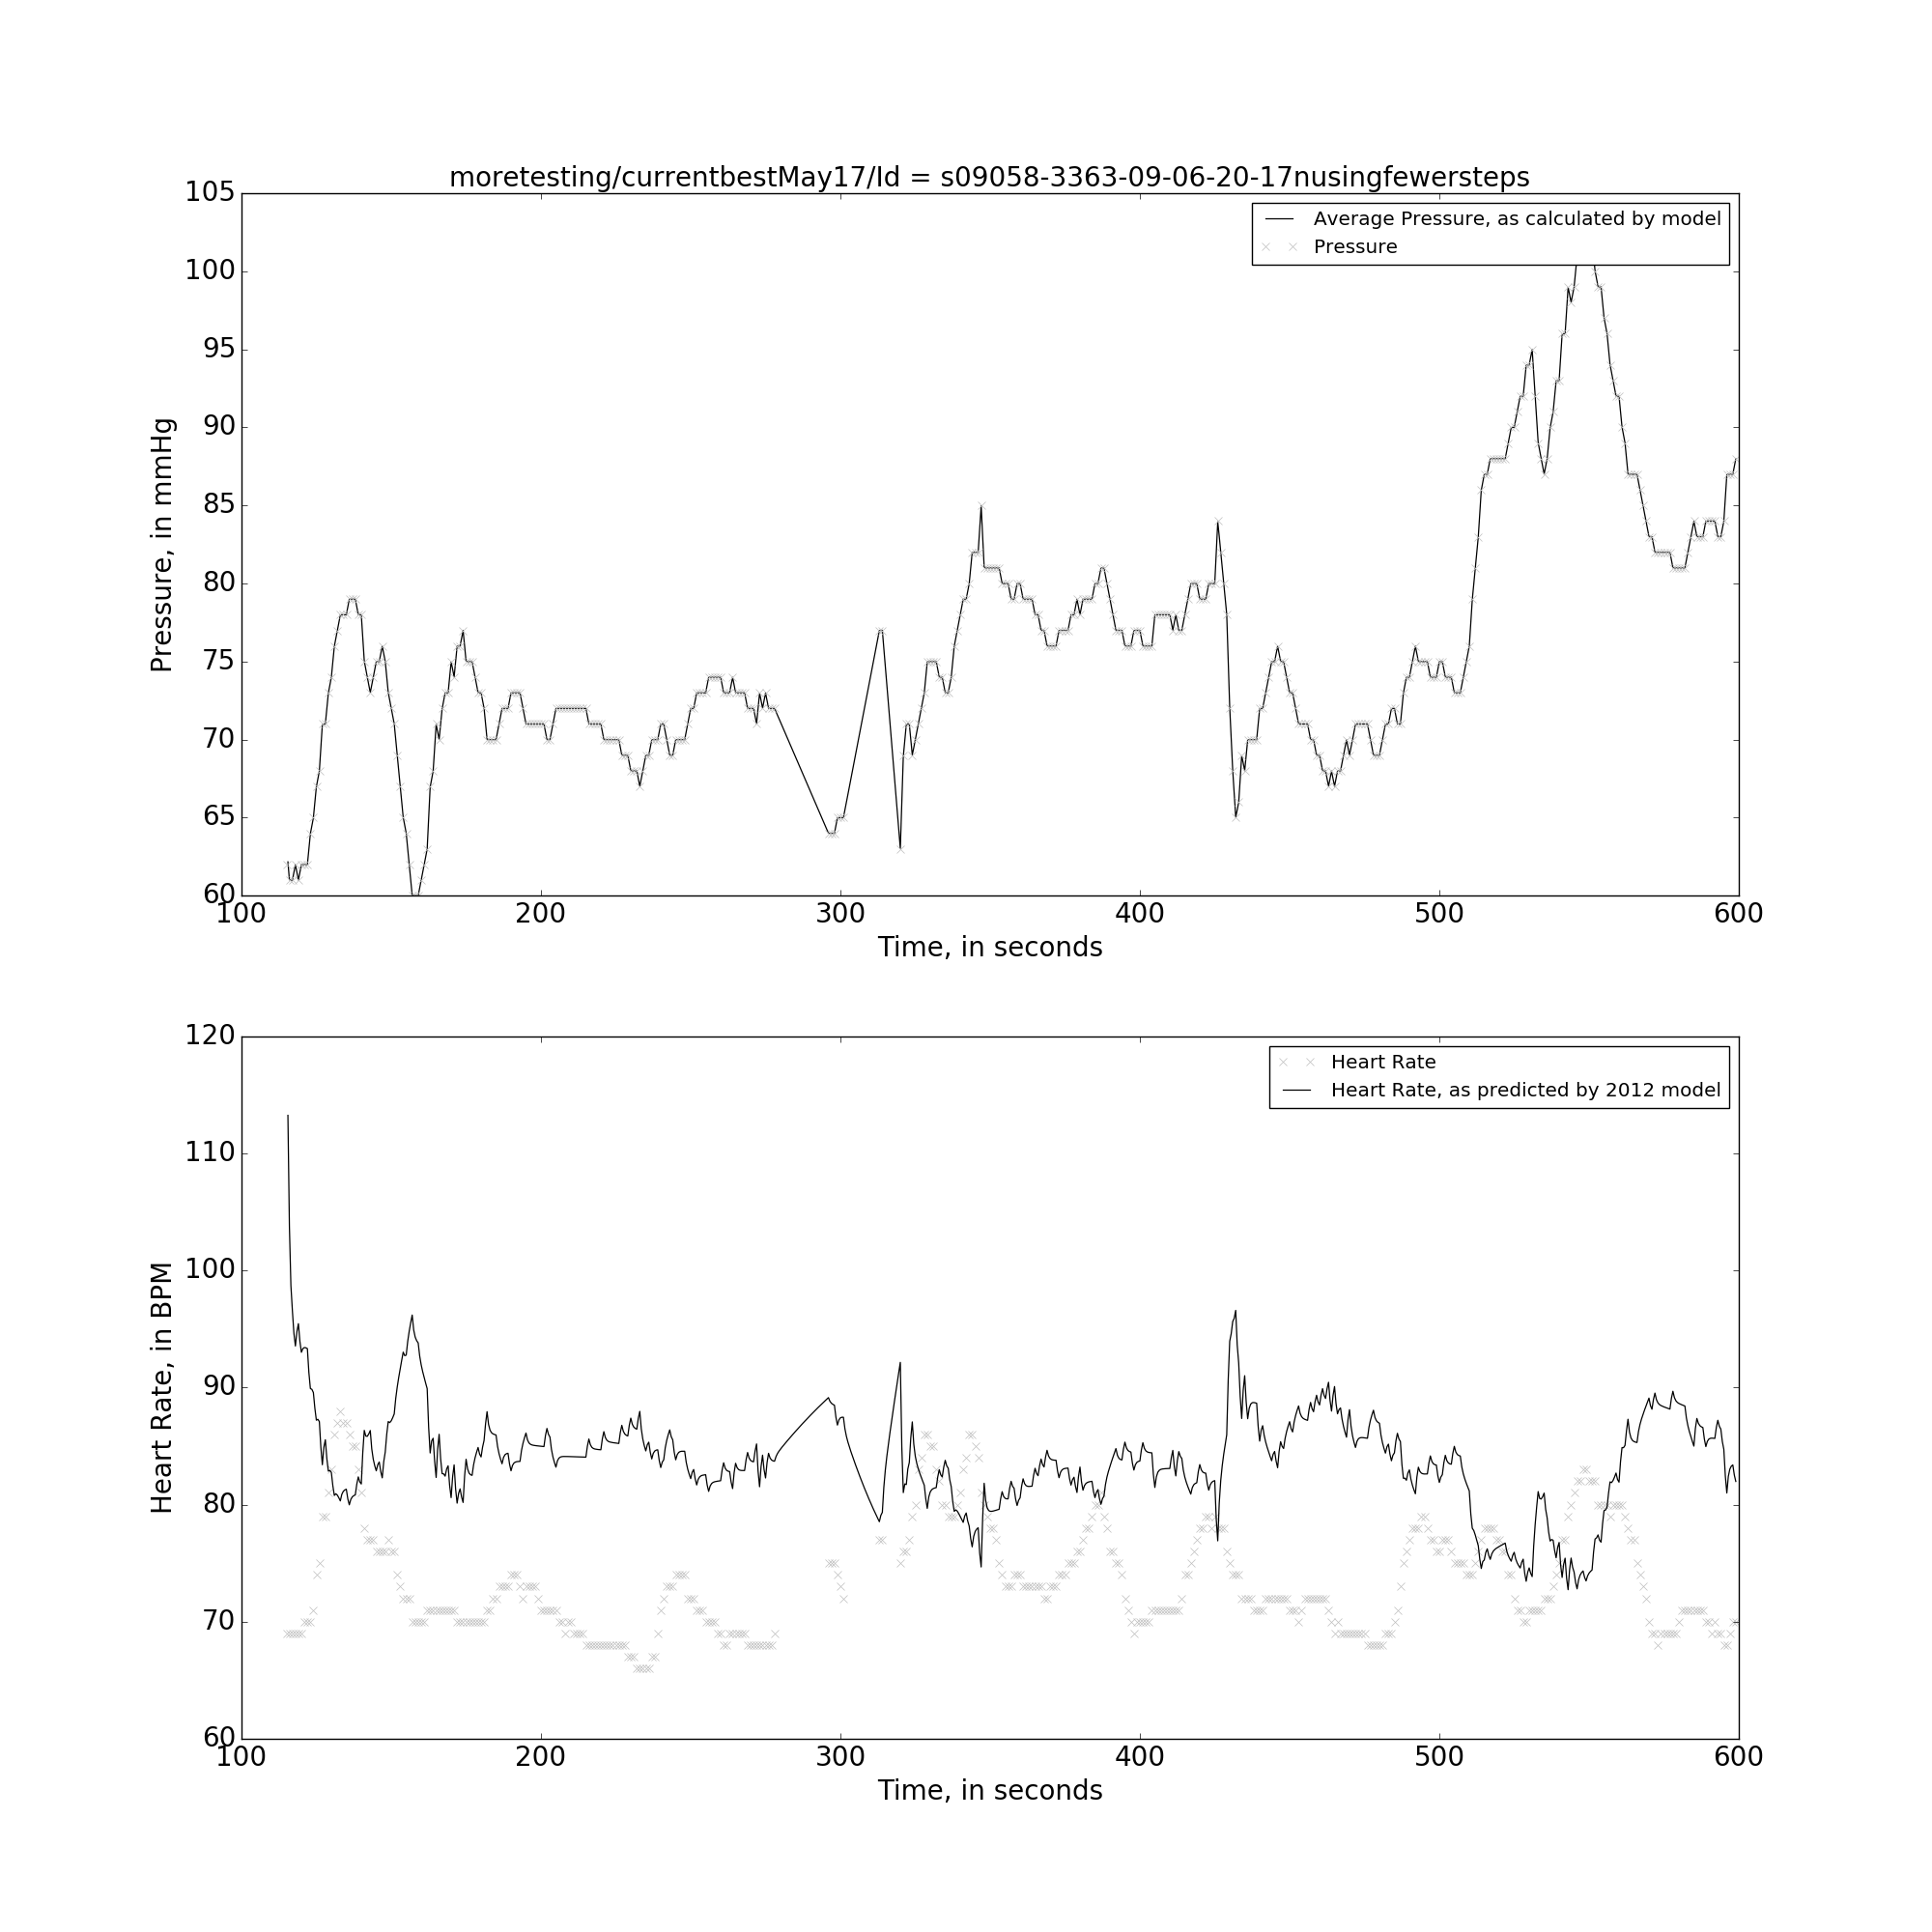 moretesting/currentbestMay17/Id = s09058-3363-09-06-20-17nusingfewersteps
105
100
95
90
85
80
75
70
65
60
Pressure, in mmHg
Average Pressure, as calculated by model
Pressure
100 200 300 400 500 600
Time, in seconds
120
110
100
90
80
70
60
Heart Rate, in BPM
Heart Rate
Heart Rate, as predicted by 2012 model
100 200 300 400 500 600
Time, in seconds